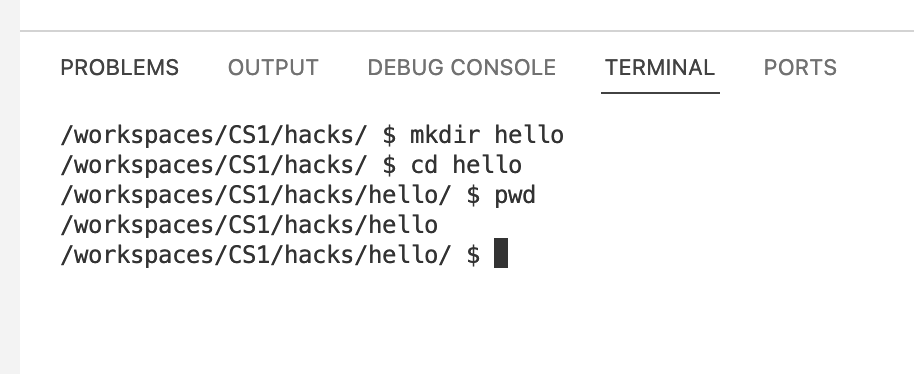 PROBLEMS OUTPUT DEBUG CONSOLE TERMINAL PORTS
/workspaces/CS1/hacks/ $ mkdir hello
/workspaces/CS1/hacks/ $ cd hello
/workspaces/CS1/hacks/hello/ $ pwd
/workspaces/CS1/hacks/hello
/workspaces/CS1/hacks/hello/ $